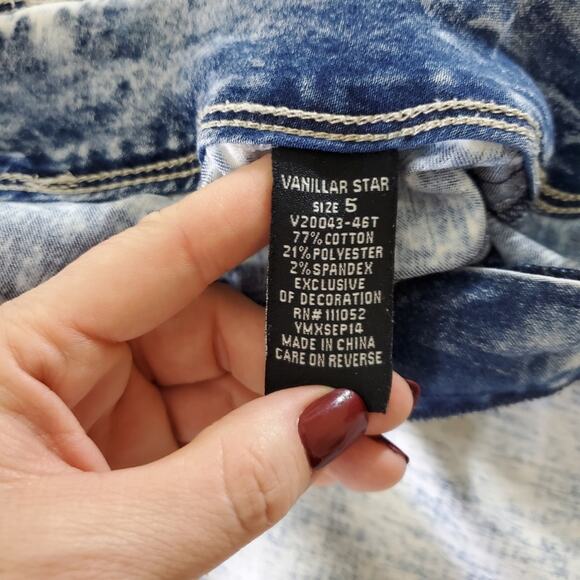 VANILLAR STAR
SIZE 5
V20043-46T
77% COTTON
21% POLYESTER
2% SPANDEX
EXCLUSIVE
OF DECORATION
RN# 111052
YMXSEP14
MADE IN CHINA
CARE ON REVERSE